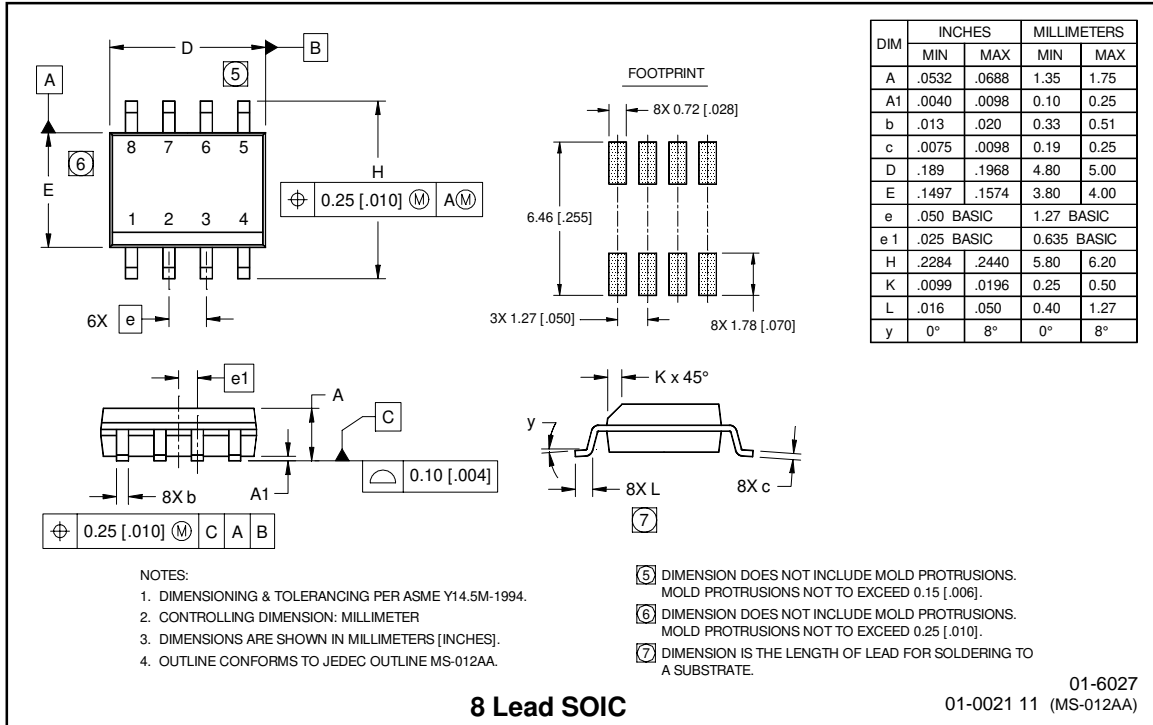 D
B
5
A
8 7 6 5
6
E
H
⌖ 0.25 [.010] Ⓜ AⓂ
1 2 3 4
6X e
FOOTPRINT
8X 0.72 [.028]
6.46 [.255]
3X 1.27 [.050]
8X 1.78 [.070]
DIM INCHES MILLIMETERS
MIN MAX MIN MAX
A .0532 .0688 1.35 1.75
A1 .0040 .0098 0.10 0.25
b .013 .020 0.33 0.51
c .0075 .0098 0.19 0.25
D .189 .1968 4.80 5.00
E .1497 .1574 3.80 4.00
e .050 BASIC 1.27 BASIC
e 1 .025 BASIC 0.635 BASIC
H .2284 .2440 5.80 6.20
K .0099 .0196 0.25 0.50
L .016 .050 0.40 1.27
y 0° 8° 0° 8°
e1
A
C
⌓ 0.10 [.004]
8X b
A1
⌖ 0.25 [.010] Ⓜ C A B
K x 45°
y
8X L
7
8X c
NOTES:
1. DIMENSIONING & TOLERANCING PER ASME Y14.5M-1994.
2. CONTROLLING DIMENSION: MILLIMETER
3. DIMENSIONS ARE SHOWN IN MILLIMETERS [INCHES].
4. OUTLINE CONFORMS TO JEDEC OUTLINE MS-012AA.
5 DIMENSION DOES NOT INCLUDE MOLD PROTRUSIONS.
MOLD PROTRUSIONS NOT TO EXCEED 0.15 [.006].
6 DIMENSION DOES NOT INCLUDE MOLD PROTRUSIONS.
MOLD PROTRUSIONS NOT TO EXCEED 0.25 [.010].
7 DIMENSION IS THE LENGTH OF LEAD FOR SOLDERING TO
A SUBSTRATE.
8 Lead SOIC
01-6027
01-0021 11 (MS-012AA)